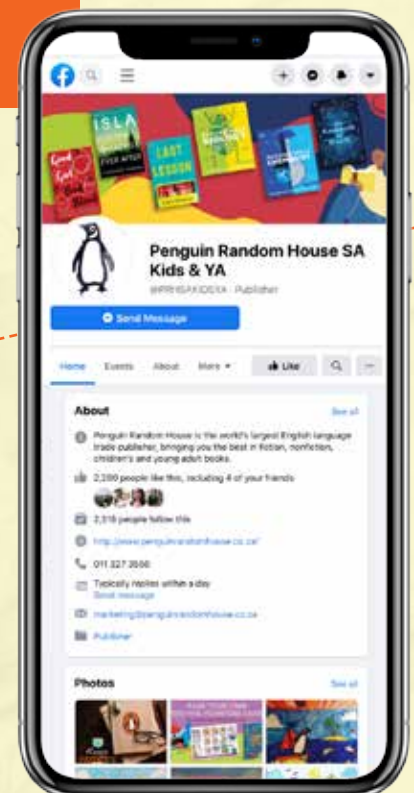 Good
Girl
Bad
Blood
ISLA
EVER AFTER
LAST
LESSON
Penguin Random House SA
Kids & YA
@PRHSAKIDSYA · Publisher
Send Message
Home Events About More Like
About See all
Penguin Random House is the world's largest English language
trade publisher, bringing you the best in fiction, nonfiction,
children's and young adult books.
people like this, including 4 of your friends
people follow this
http://www.penguinrandomhouse.co.za/
011 327 3550
Typically replies within a day
Send message
marketing@penguinrandomhouse.co.za
Publisher
Photos See all